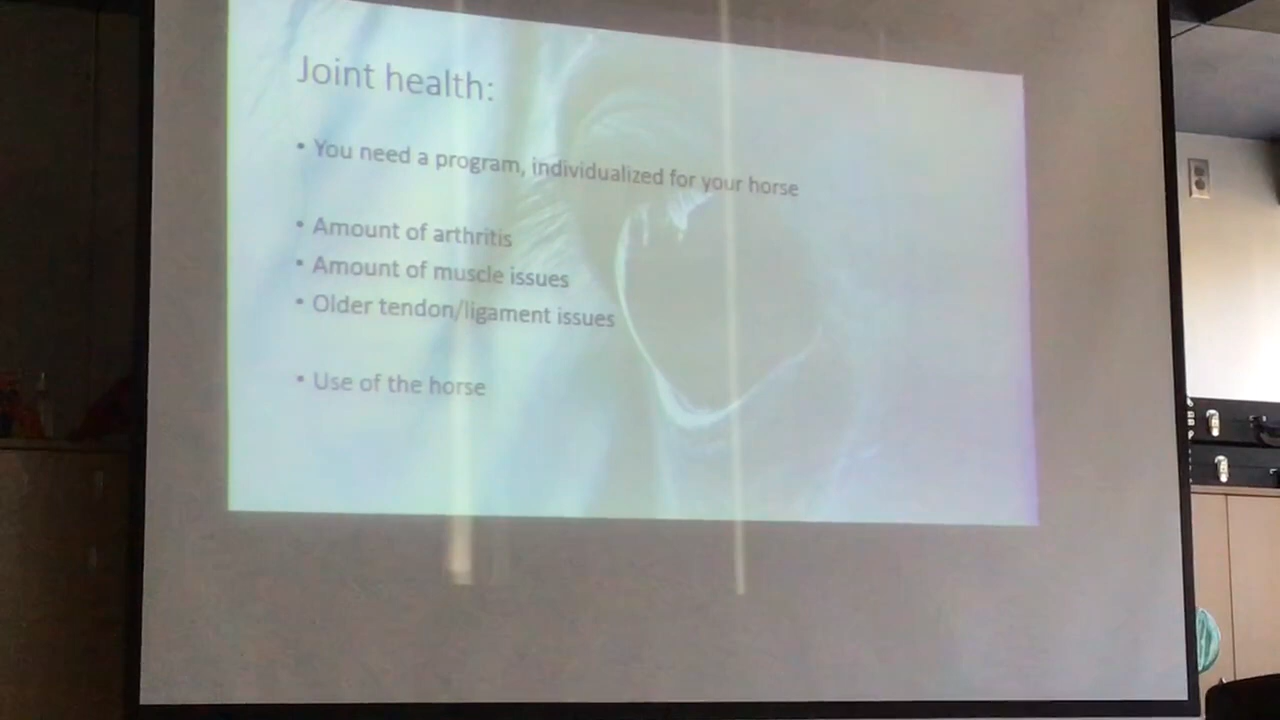 Joint health:
• You need a program, individualized for your horse
• Amount of arthritis
• Amount of muscle issues
• Older tendon/ligament issues
• Use of the horse